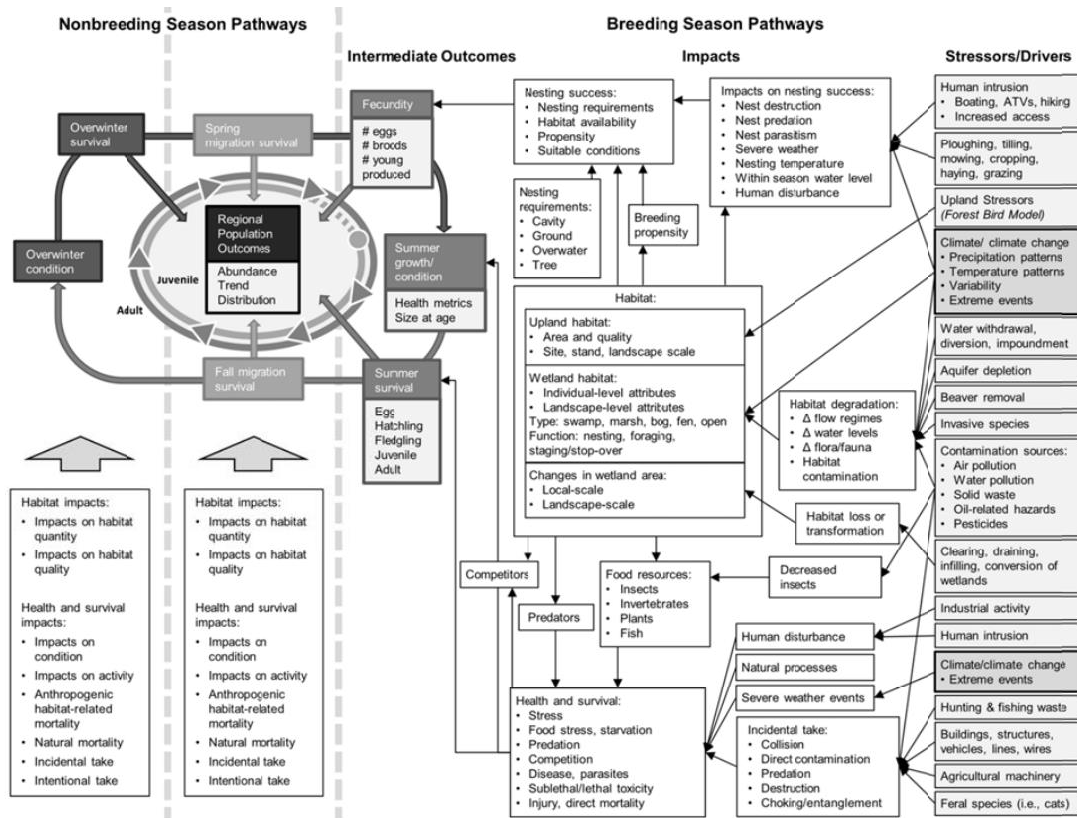 Nonbreeding Season Pathways
Breeding Season Pathways
Intermediate Outcomes
Impacts
Stressors/Drivers
Overwinter
survival
Spring
migration survival
Overwinter
condition
Fall migration
survival
Regional
Population
Outcomes
Abundance
Trend
Distribution
Juvenile
Adult
Habitat impacts:
• Impacts on habitat
quantity
• Impacts on habitat
quality
Health and survival
impacts:
• Impacts on
condition
• Impacts on activity
• Anthropogenic
habitat-related
mortality
• Natural mortality
• Incidental take
• Intentional take
Habitat impacts:
• Impacts on habitat
quantity
• Impacts on habitat
quality
Health and survival
impacts:
• Impacts on
condition
• Impacts on activity
• Anthropogenic
habitat-related
mortality
• Natural mortality
• Incidental take
• Intentional take
Fecundity
# eggs
# broods
# young
produced
Summer
growth/
condition
Health metrics
Size at age
Summer
survival
Egg
Hatchling
Fledgling
Juvenile
Adult
Nesting success:
• Nesting requirements
• Habitat availability
• Propensity
• Suitable conditions
Nesting
requirements:
• Cavity
• Ground
• Overwater
• Tree
Breeding
propensity
Impacts on nesting success:
• Nest destruction
• Nest predation
• Nest parasitism
• Severe weather
• Nesting temperature
• Within season water level
• Human disturbance
Habitat:
Upland habitat:
• Area and quality
• Site, stand, landscape scale
Wetland habitat:
• Individual-level attributes
• Landscape-level attributes
Type: swamp, marsh, bog, fen, open
Function: nesting, foraging,
staging/stop-over
Changes in wetland area:
• Local-scale
• Landscape-scale
Habitat degradation:
• Δ flow regimes
• Δ water levels
• Δ flora/fauna
• Habitat
contamination
Habitat loss or
transformation
Competitors
Predators
Food resources:
• Insects
• Invertebrates
• Plants
• Fish
Decreased
insects
Human disturbance
Natural processes
Severe weather events
Health and survival:
• Stress
• Food stress, starvation
• Predation
• Competition
• Disease, parasites
• Sublethal/lethal toxicity
• Injury, direct mortality
Incidental take:
• Collision
• Direct contamination
• Predation
• Destruction
• Choking/entanglement
Human intrusion
• Boating, ATVs, hiking
• Increased access
Ploughing, tilling,
mowing, cropping,
haying, grazing
Upland Stressors
(Forest Bird Model)
Climate/ climate change
• Precipitation patterns
• Temperature patterns
• Variability
• Extreme events
Water withdrawal,
diversion, impoundment
Aquifer depletion
Beaver removal
Invasive species
Contamination sources:
• Air pollution
• Water pollution
• Solid waste
• Oil-related hazards
• Pesticides
Clearing, draining,
infilling, conversion of
wetlands
Industrial activity
Human intrusion
Climate/climate change
• Extreme events
Hunting & fishing waste
Buildings, structures,
vehicles, lines, wires
Agricultural machinery
Feral species (i.e., cats)